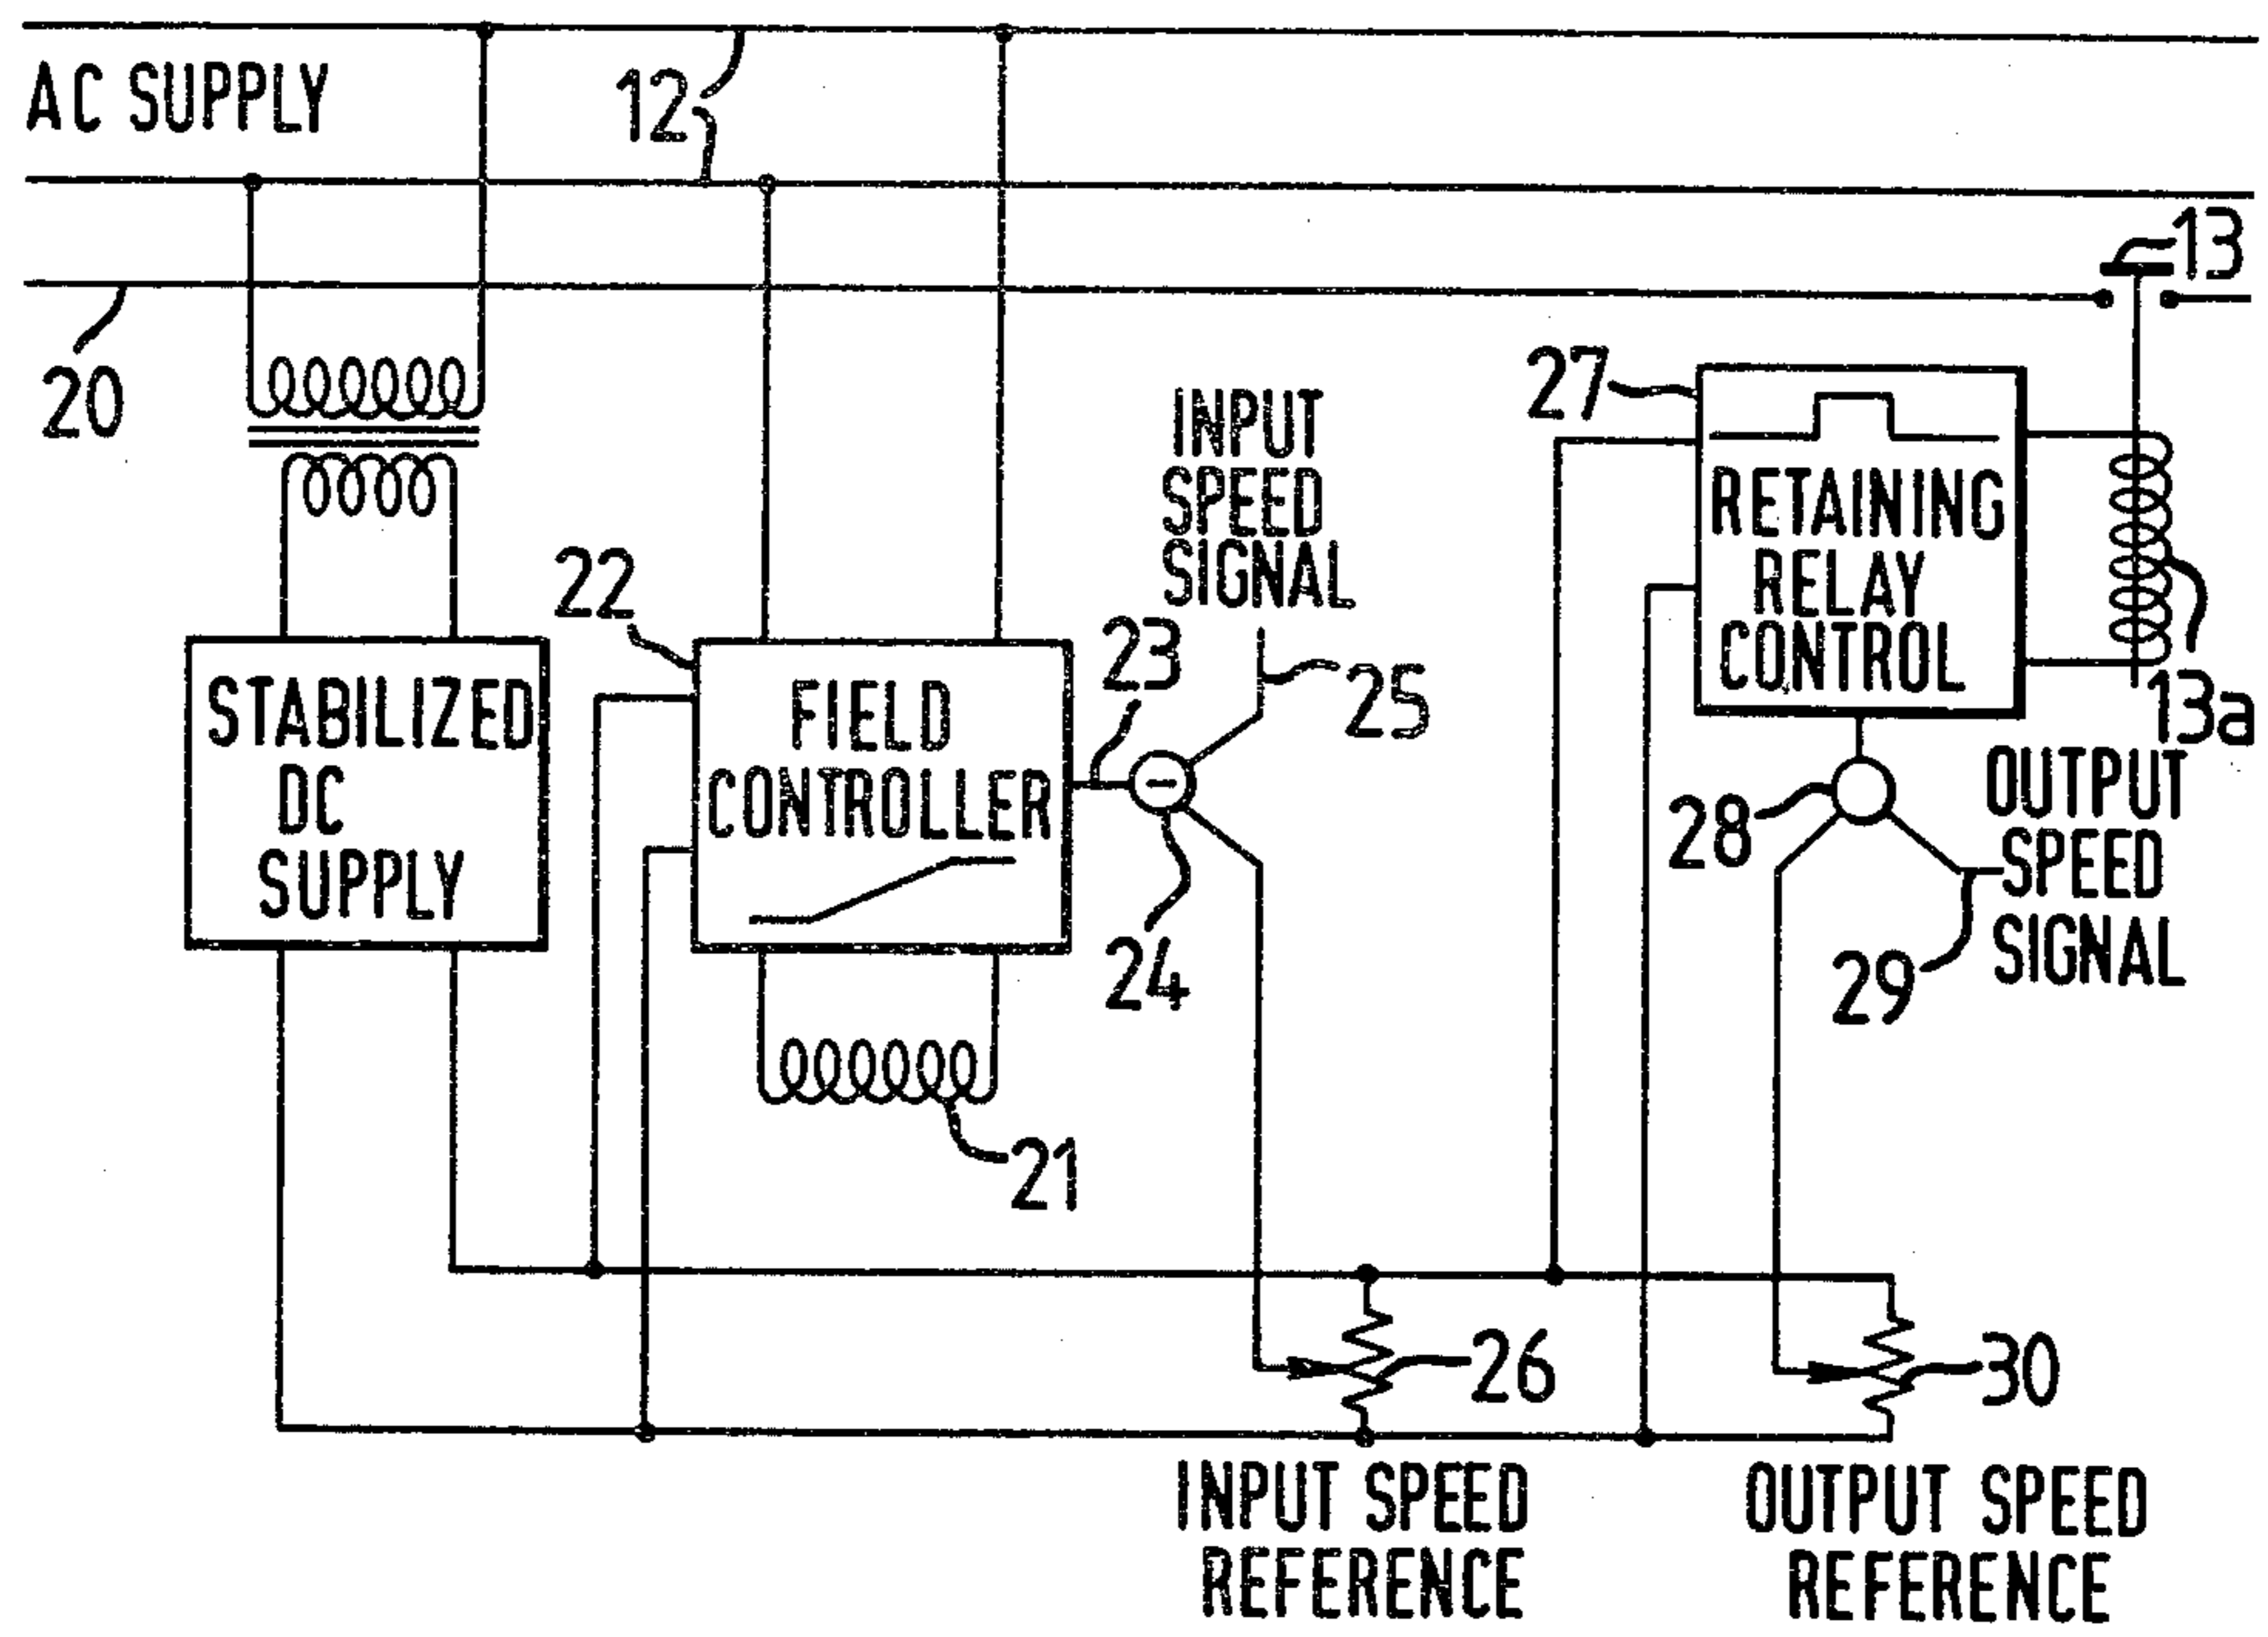 AC SUPPLY
12
13
20
27
INPUT
SPEED
SIGNAL
RETAINING
RELAY
CONTROL
22
23
25
13a
STABILIZED
DC
SUPPLY
FIELD
CONTROLLER
28
OUTPUT
SPEED
SIGNAL
24
29
21
26
30
INPUT SPEED
REFERENCE
OUTPUT SPEED
REFERENCE